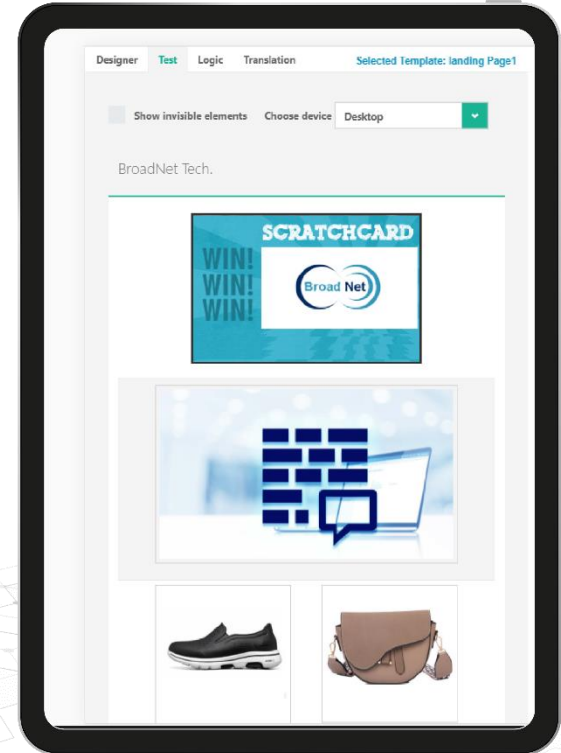 Designer Test Logic Translation Selected Template: landing Page1
Show invisible elements Choose device Desktop
BroadNet Tech.
SCRATCHCARD
WIN!
WIN!
WIN!
Broad Net